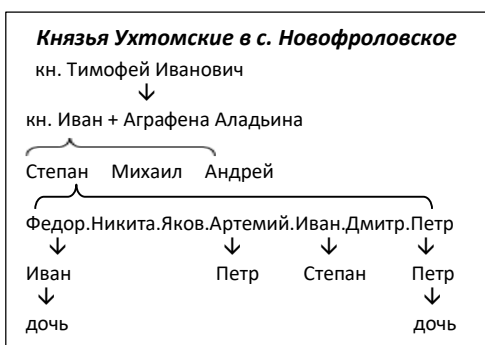 Князья Ухтомские в с. Новофроловское
кн. Тимофей Иванович
кн. Иван + Аграфена Аладьина
Степан Михаил Андрей
Федор.Никита.Яков.Артемий.Иван.Дмитр.Петр
Иван Петр Степан Петр
дочь дочь